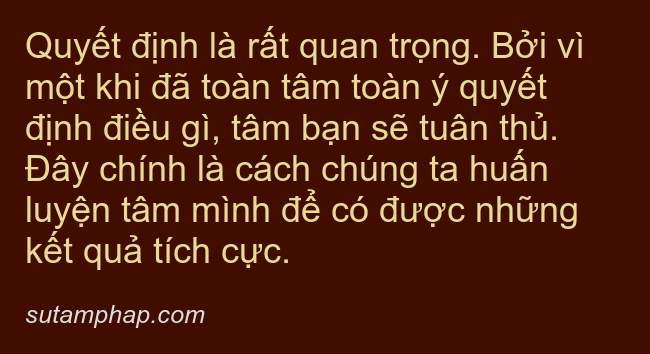 Quyết định là rất quan trọng. Bởi vì
một khi đã toàn tâm toàn ý quyết
định điều gì, tâm bạn sẽ tuân thủ.
Đây chính là cách chúng ta huấn
luyện tâm mình để có được những
kết quả tích cực.
sutamphap.com